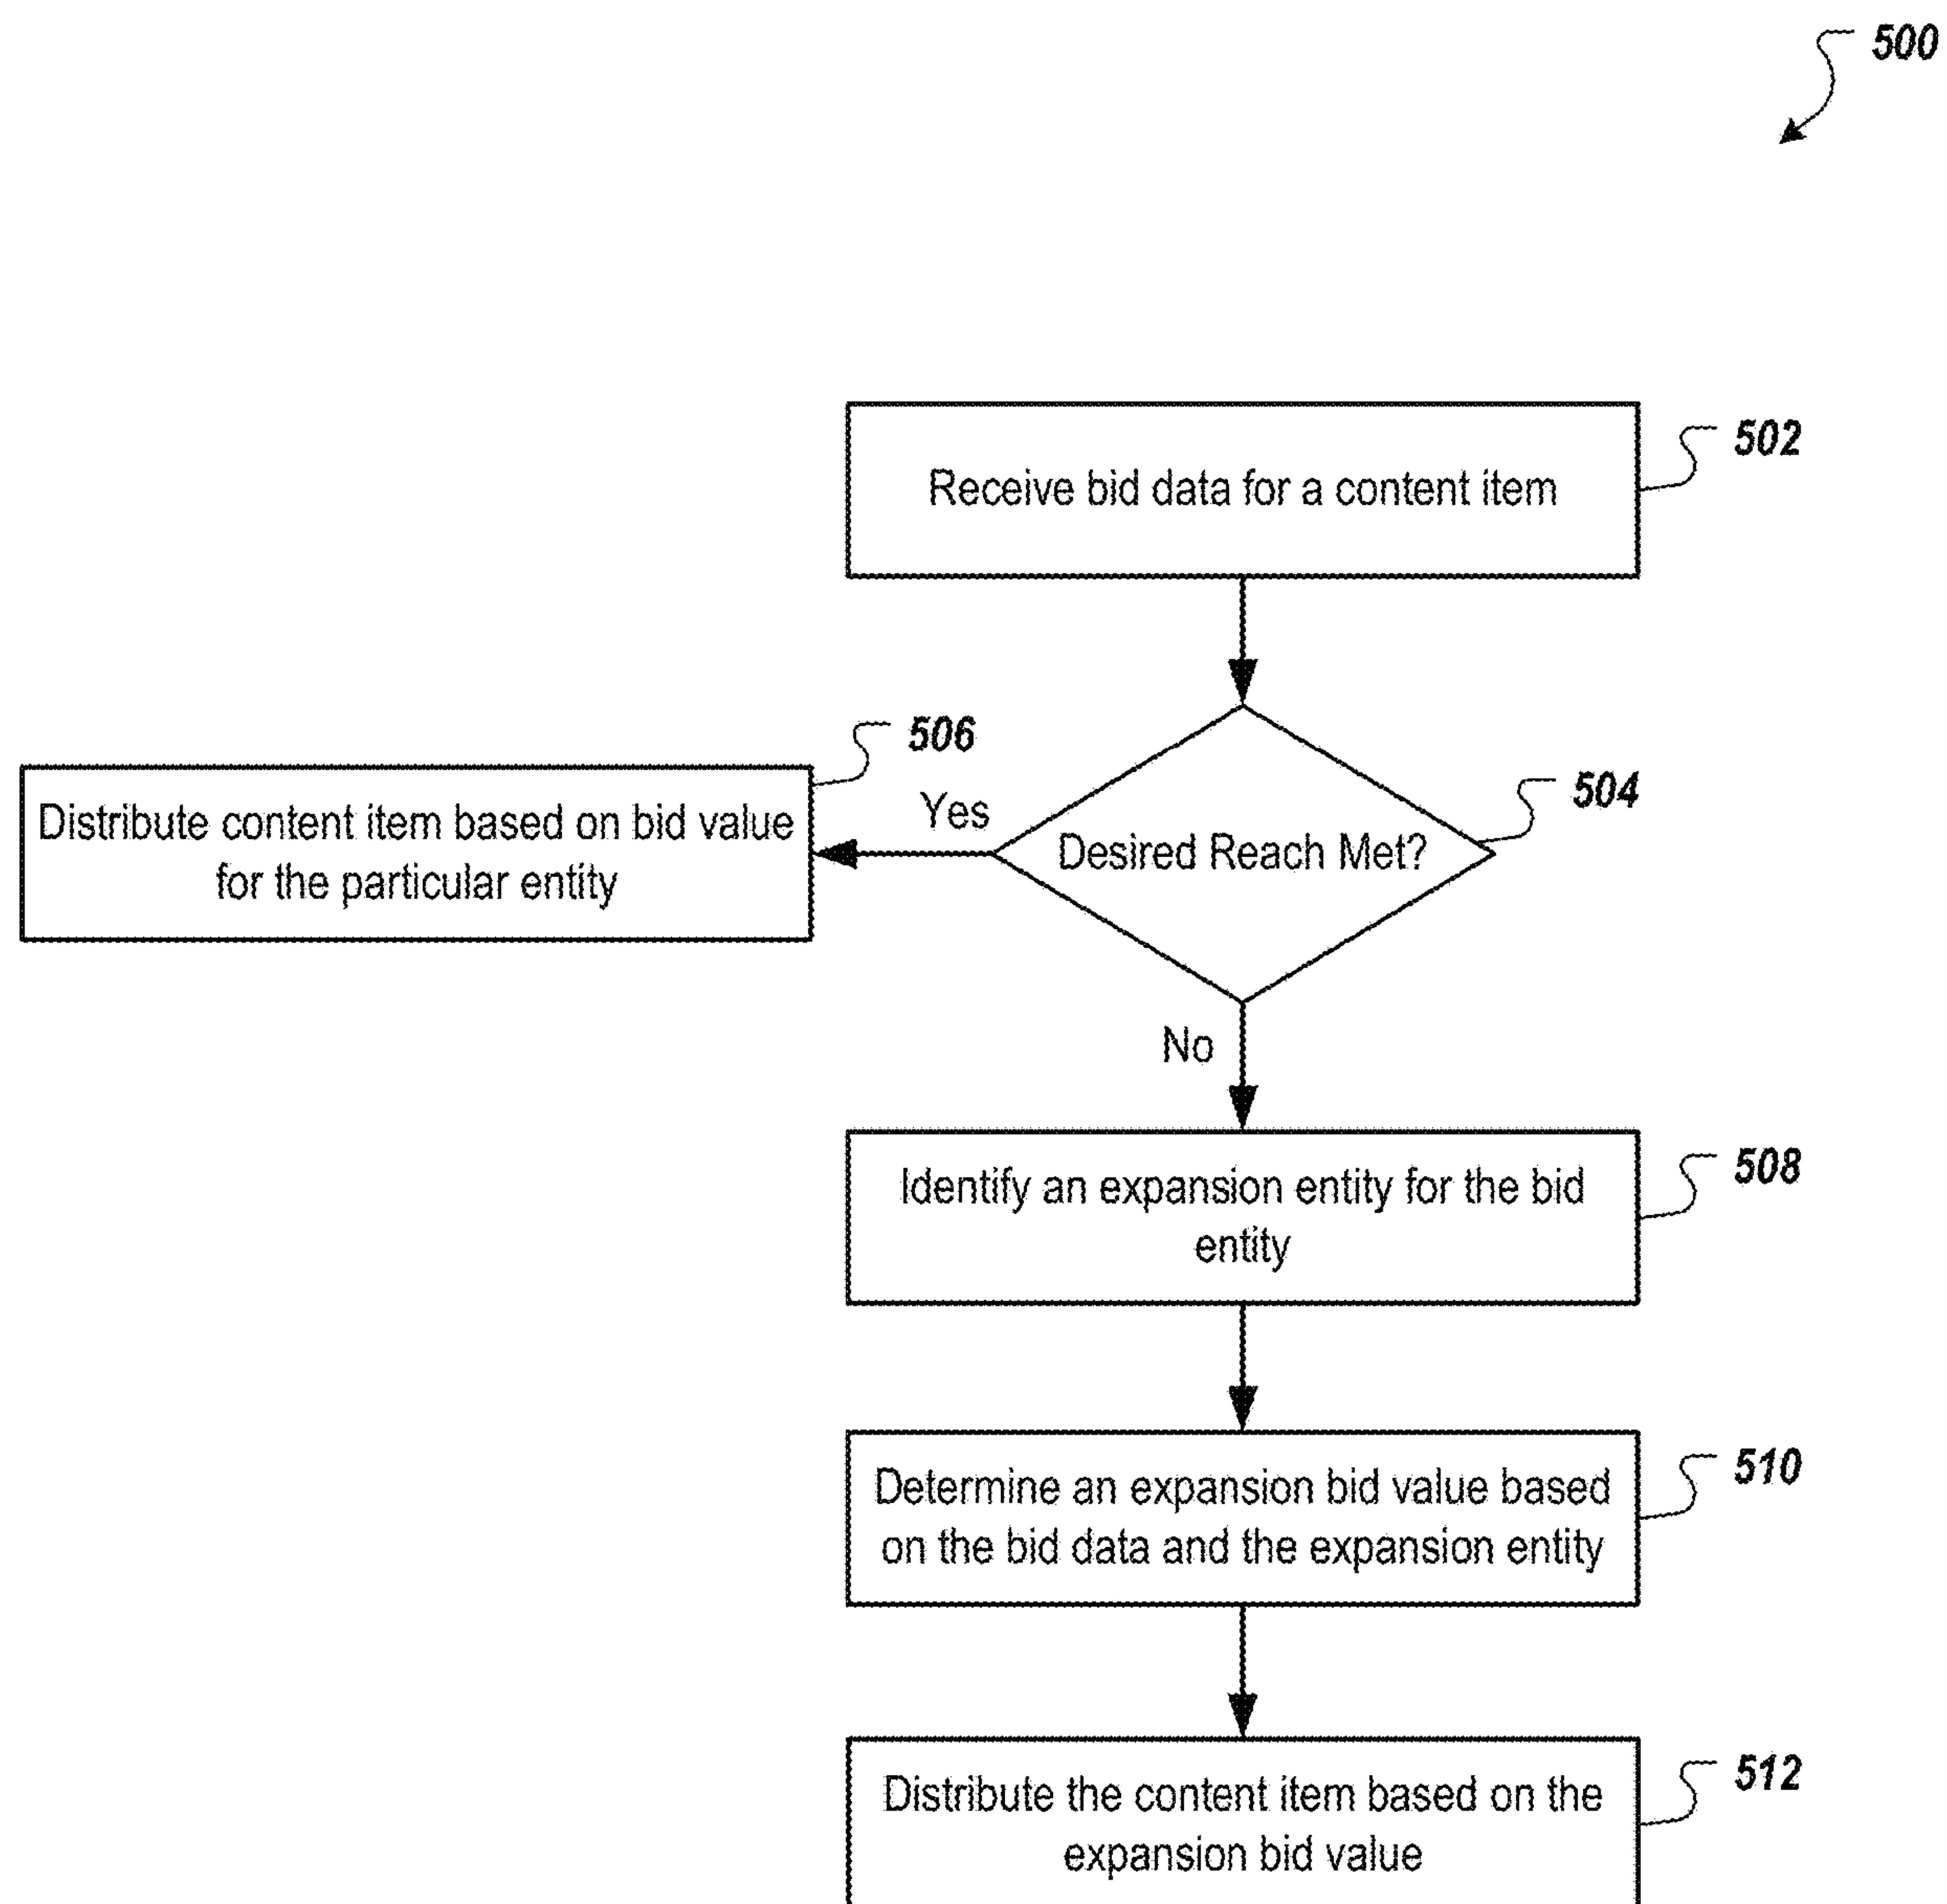 500
Receive bid data for a content item
502
506
Distribute content item based on bid value
for the particular entity
Yes
Desired Reach Met?
504
No
Identify an expansion entity for the bid
entity
508
Determine an expansion bid value based
on the bid data and the expansion entity
510
Distribute the content item based on the
expansion bid value
512